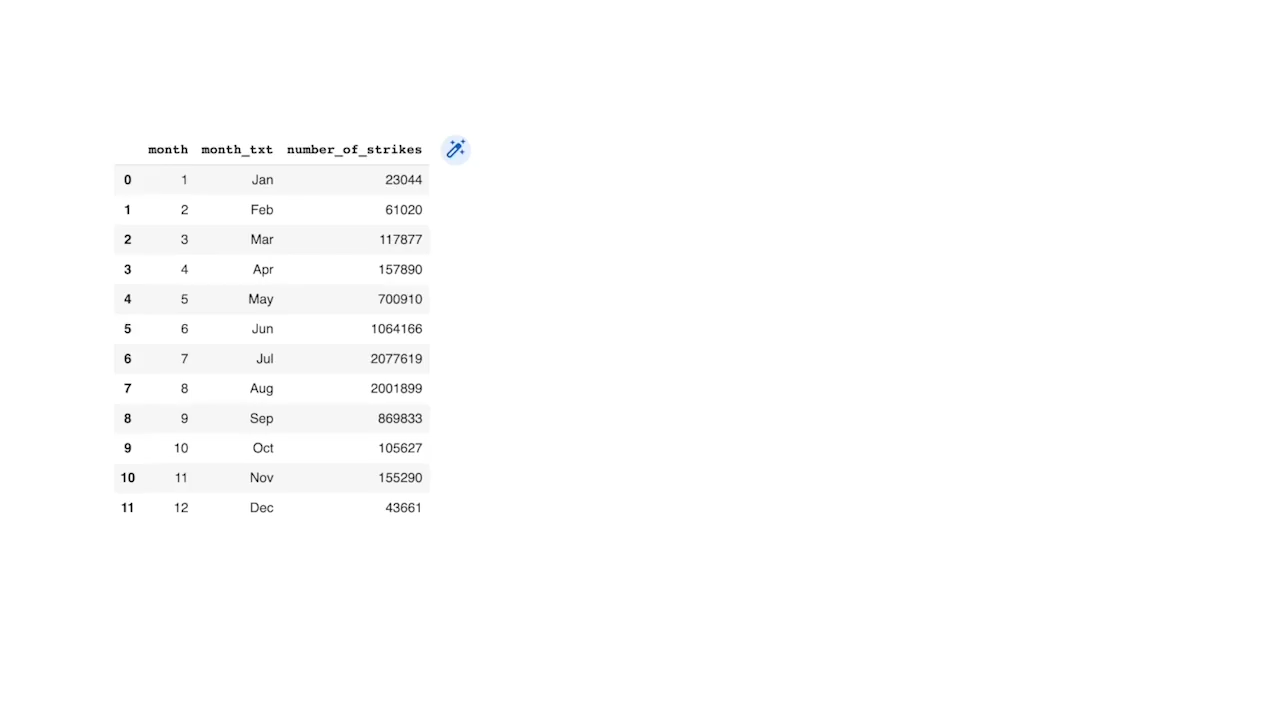 month month_txt number_of_strikes
0 1 Jan 23044
1 2 Feb 61020
2 3 Mar 117877
3 4 Apr 157890
4 5 May 700910
5 6 Jun 1064166
6 7 Jul 2077619
7 8 Aug 2001899
8 9 Sep 869833
9 10 Oct 105627
10 11 Nov 155290
11 12 Dec 43661